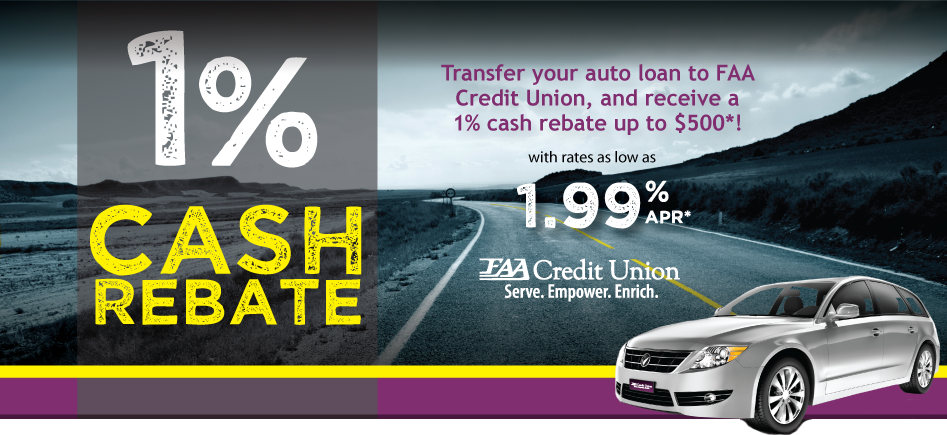 1%
CASH
REBATE
Transfer your auto loan to FAA
Credit Union, and receive a
1% cash rebate up to $500*!
with rates as low as
1.99% APR*
FAA Credit Union
Serve. Empower. Enrich.